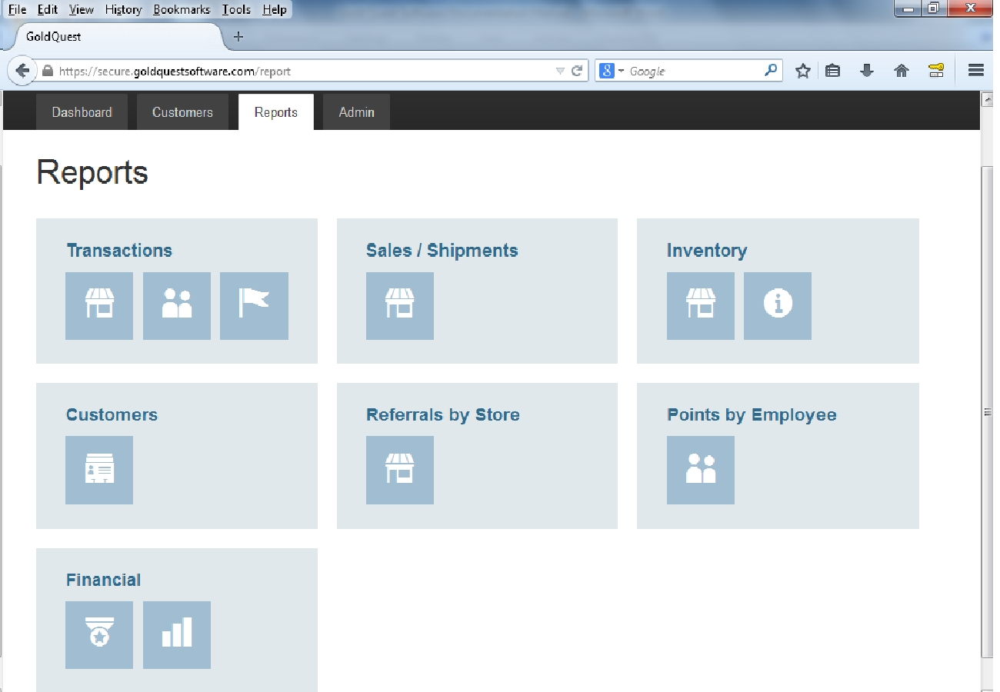 File Edit View History Bookmarks Tools Help
GoldQuest
https://secure.goldquestsoftware.com/report
8 Google
Dashboard Customers Reports Admin
Reports
Transactions Sales / Shipments Inventory
Customers Referrals by Store Points by Employee
Financial